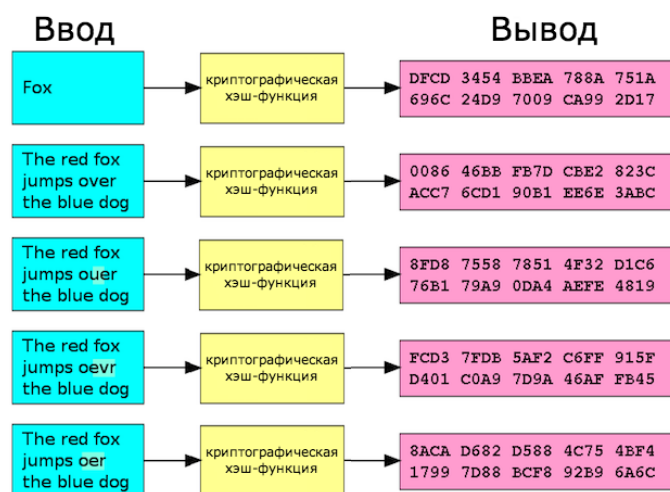 Ввод
Вывод
Fox
криптографическая
хэш-функция
DFCD 3454 BBEA 788A 751A
696C 24D9 7009 CA99 2D17
The red fox
jumps over
the blue dog
криптографическая
хэш-функция
0086 46BB FB7D CBE2 823C
ACC7 6CD1 90B1 EE6E 3ABC
The red fox
jumps ouer
the blue dog
криптографическая
хэш-функция
8FD8 7558 7851 4F32 D1C6
76B1 79A9 0DA4 AEFE 4819
The red fox
jumps oevr
the blue dog
криптографическая
хэш-функция
FCD3 7FDB 5AF2 C6FF 915F
D401 C0A9 7D9A 46AF FB45
The red fox
jumps oer
the blue dog
криптографическая
хэш-функция
8ACA D682 D588 4C75 4BF4
1799 7D88 BCF8 92B9 6A6C